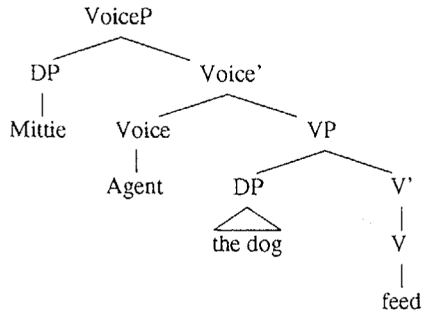 VoiceP
DP Voice'
Mittie Voice VP
Agent DP V'
the dog V
feed